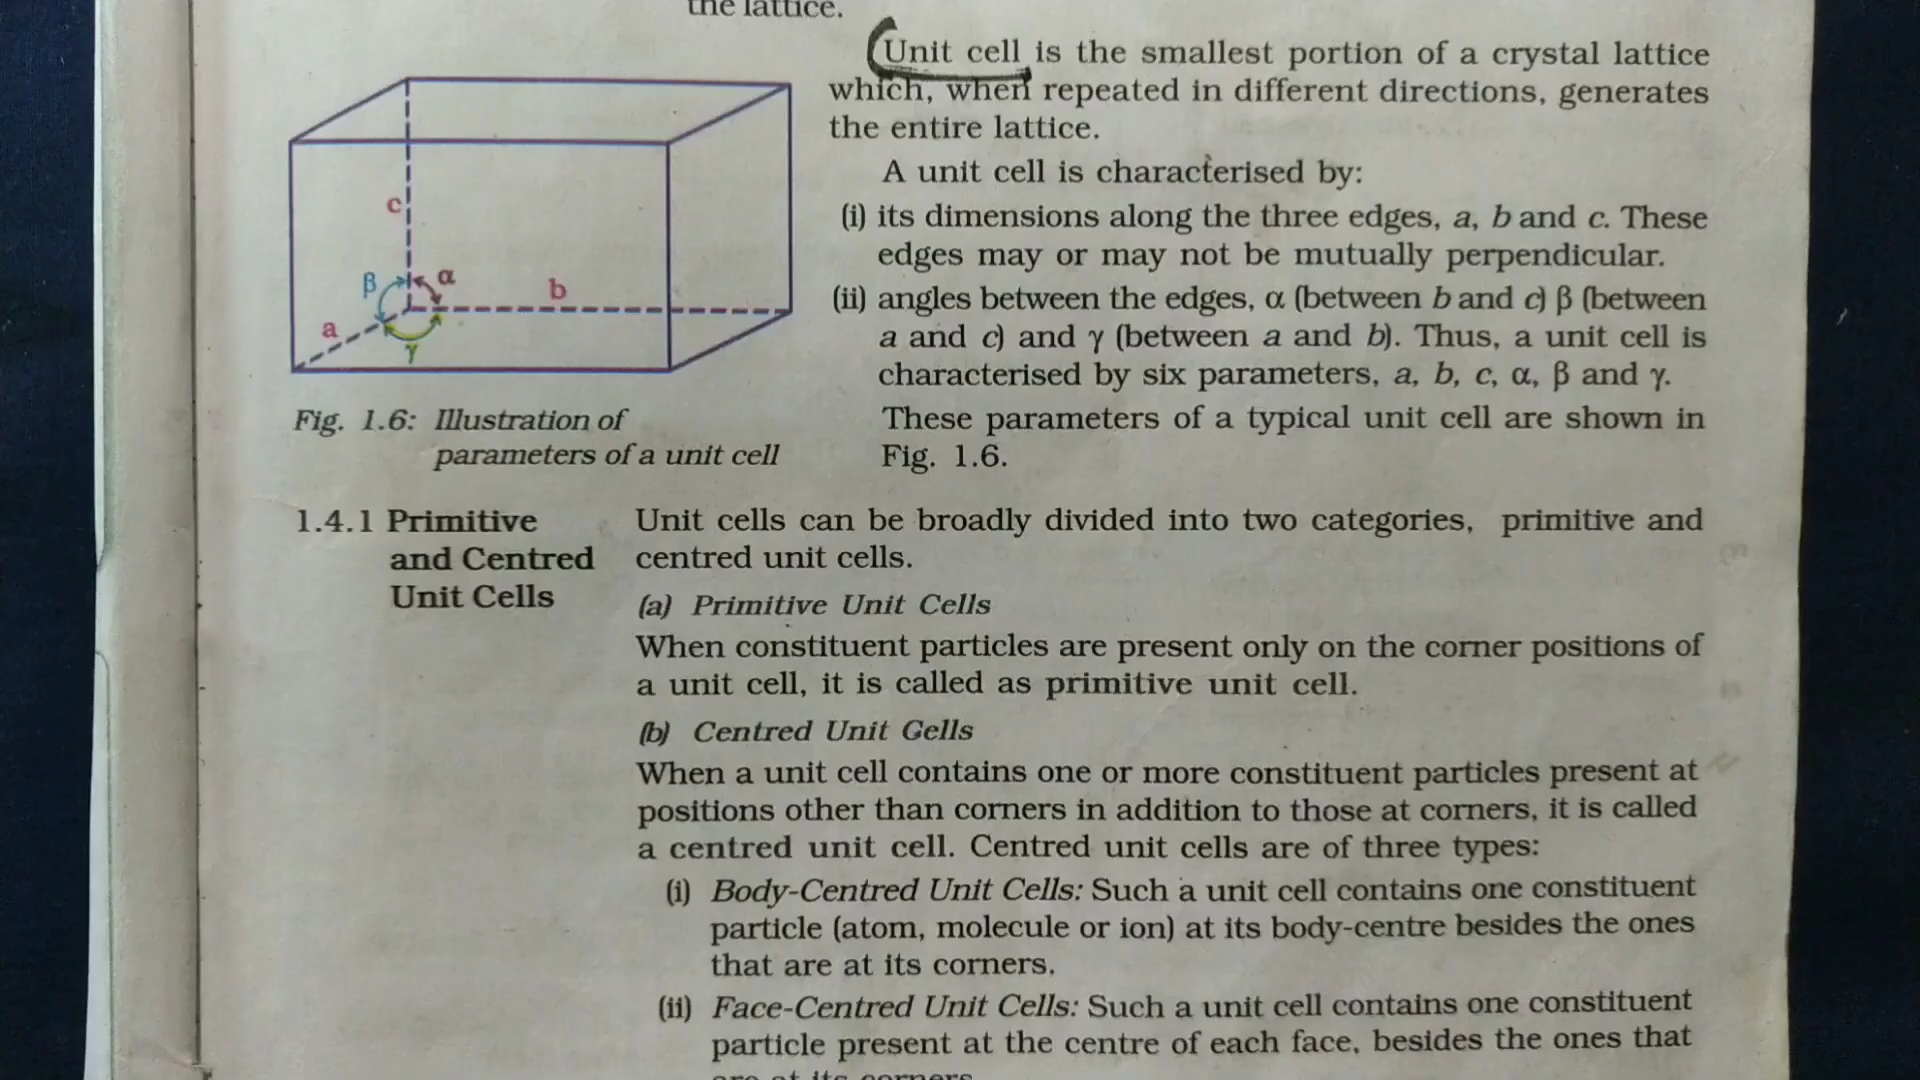 the lattice.
Unit cell is the smallest portion of a crystal lattice
which, when repeated in different directions, generates
the entire lattice.
A unit cell is characterised by:
(i) its dimensions along the three edges, a, b and c. These
edges may or may not be mutually perpendicular.
(ii) angles between the edges, α (between b and c) β (between
a and c) and γ (between a and b). Thus, a unit cell is
characterised by six parameters, a, b, c, α, β and γ.
These parameters of a typical unit cell are shown in
Fig. 1.6.
c
β
α
b
a
γ
Fig. 1.6: Illustration of
parameters of a unit cell
1.4.1 Primitive
and Centred
Unit Cells
Unit cells can be broadly divided into two categories, primitive and
centred unit cells.
(a) Primitive Unit Cells
When constituent particles are present only on the corner positions of
a unit cell, it is called as primitive unit cell.
(b) Centred Unit Cells
When a unit cell contains one or more constituent particles present at
positions other than corners in addition to those at corners, it is called
a centred unit cell. Centred unit cells are of three types:
(i) Body-Centred Unit Cells: Such a unit cell contains one constituent
particle (atom, molecule or ion) at its body-centre besides the ones
that are at its corners.
(ii) Face-Centred Unit Cells: Such a unit cell contains one constituent
particle present at the centre of each face, besides the ones that
are at its corners